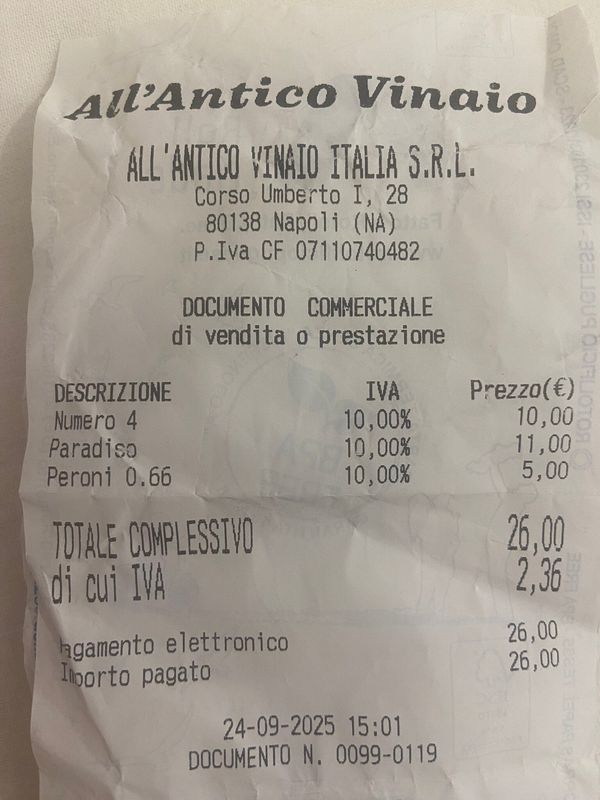 All'Antico Vinaio
ALL'ANTICO VINAIO ITALIA S.R.L.
Corso Umberto I, 28
80138 Napoli (NA)
P.Iva CF 07110740482
DOCUMENTO COMMERCIALE
di vendita o prestazione
DESCRIZIONE IVA Prezzo(€)
Numero 4 10,00% 10,00
Paradiso 10,00% 11,00
Peroni 0.66 10,00% 5,00
TOTALE COMPLESSIVO 26,00
di cui IVA 2,36
Pagamento elettronico 26,00
Importo pagato 26,00
24-09-2025 15:01
DOCUMENTO N. 0099-0119